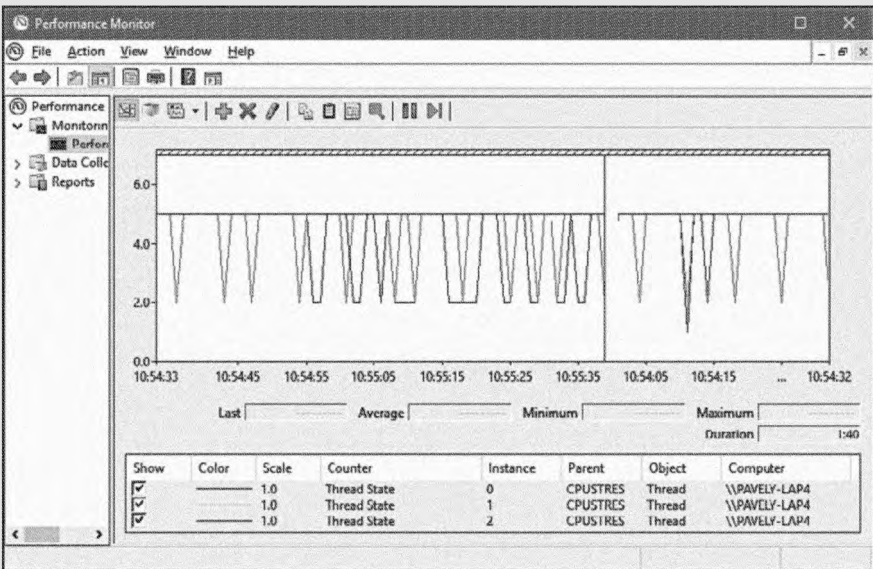 Performance Monitor
File Action View Window Help
Performance
Monitorin
Perforr
Data Collc
Reports
6.0
4.0
2.0
0.0
10:54:33 10:54:45 10:54:55 10:55:05 10:55:15 10:55:25 10:55:35 10:54:05 10:54:15 ... 10:54:32
Last Average Minimum Maximum
Duration 1:40
Show Color Scale Counter Instance Parent Object Computer
1.0 Thread State 0 CPUSTRES Thread \\PAVELY-LAP4
1.0 Thread State 1 CPUSTRES Thread \\PAVELY-LAP4
1.0 Thread State 2 CPUSTRES Thread \\PAVELY-LAP4